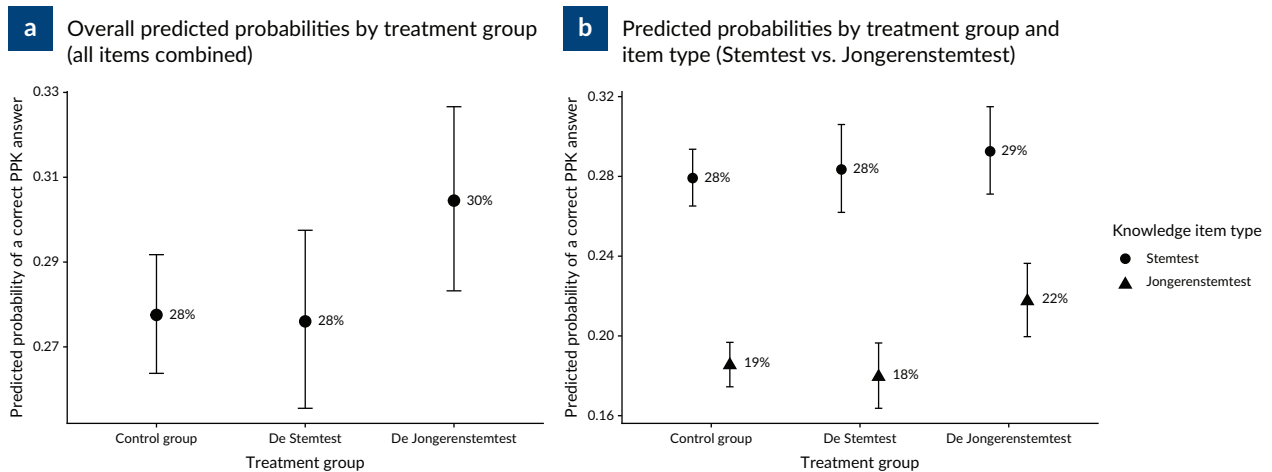 a
Overall predicted probabilities by treatment group
(all items combined)
Predicted probability of a correct PPK answer
0.33
0.31
0.29
0.27
28%
28%
30%
Control group
De Stemtest
De Jongerenstemtest
Treatment group
b
Predicted probabilities by treatment group and
item type (Stemtest vs. Jongerenstemtest)
Predicted probability of a correct PPK answer
0.32
0.28
0.24
0.20
0.16
28%
28%
29%
19%
18%
22%
Control group
De Stemtest
De Jongerenstemtest
Treatment group
Knowledge item type
Stemtest
Jongerenstemtest